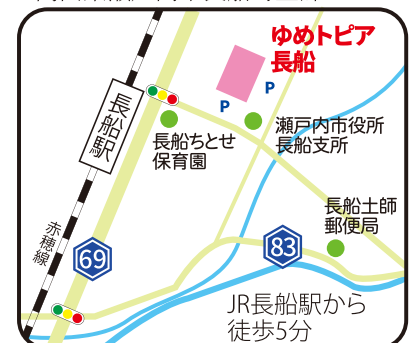 ゆめトピア
長船
P
P
長船駅
瀬戸内市役所
長船支所
長船ちとせ
保育園
長船土師
郵便局
赤穂線
69
83
JR長船駅から
徒歩5分